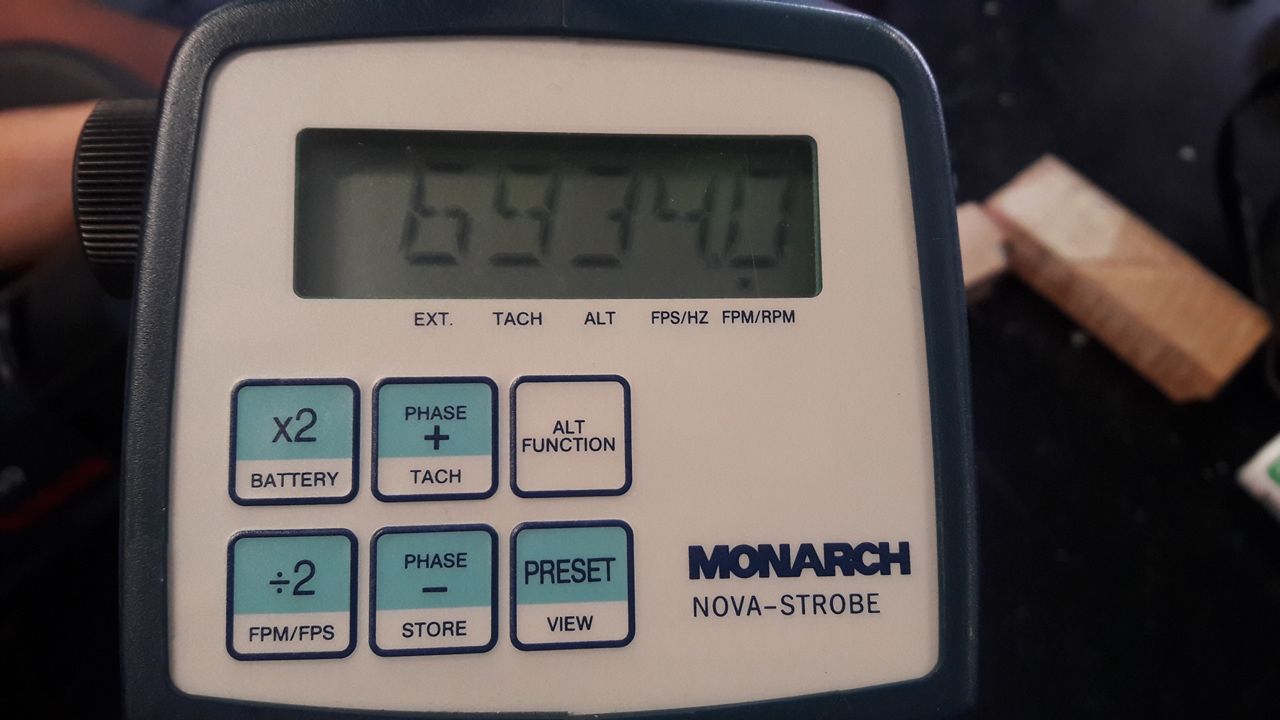 6934.0
EXT. TACH ALT FPS/HZ FPM/RPM
x2
BATTERY
PHASE
+
TACH
ALT
FUNCTION
÷2
FPM/FPS
PHASE
−
STORE
PRESET
VIEW
MONARCH
NOVA-STROBE